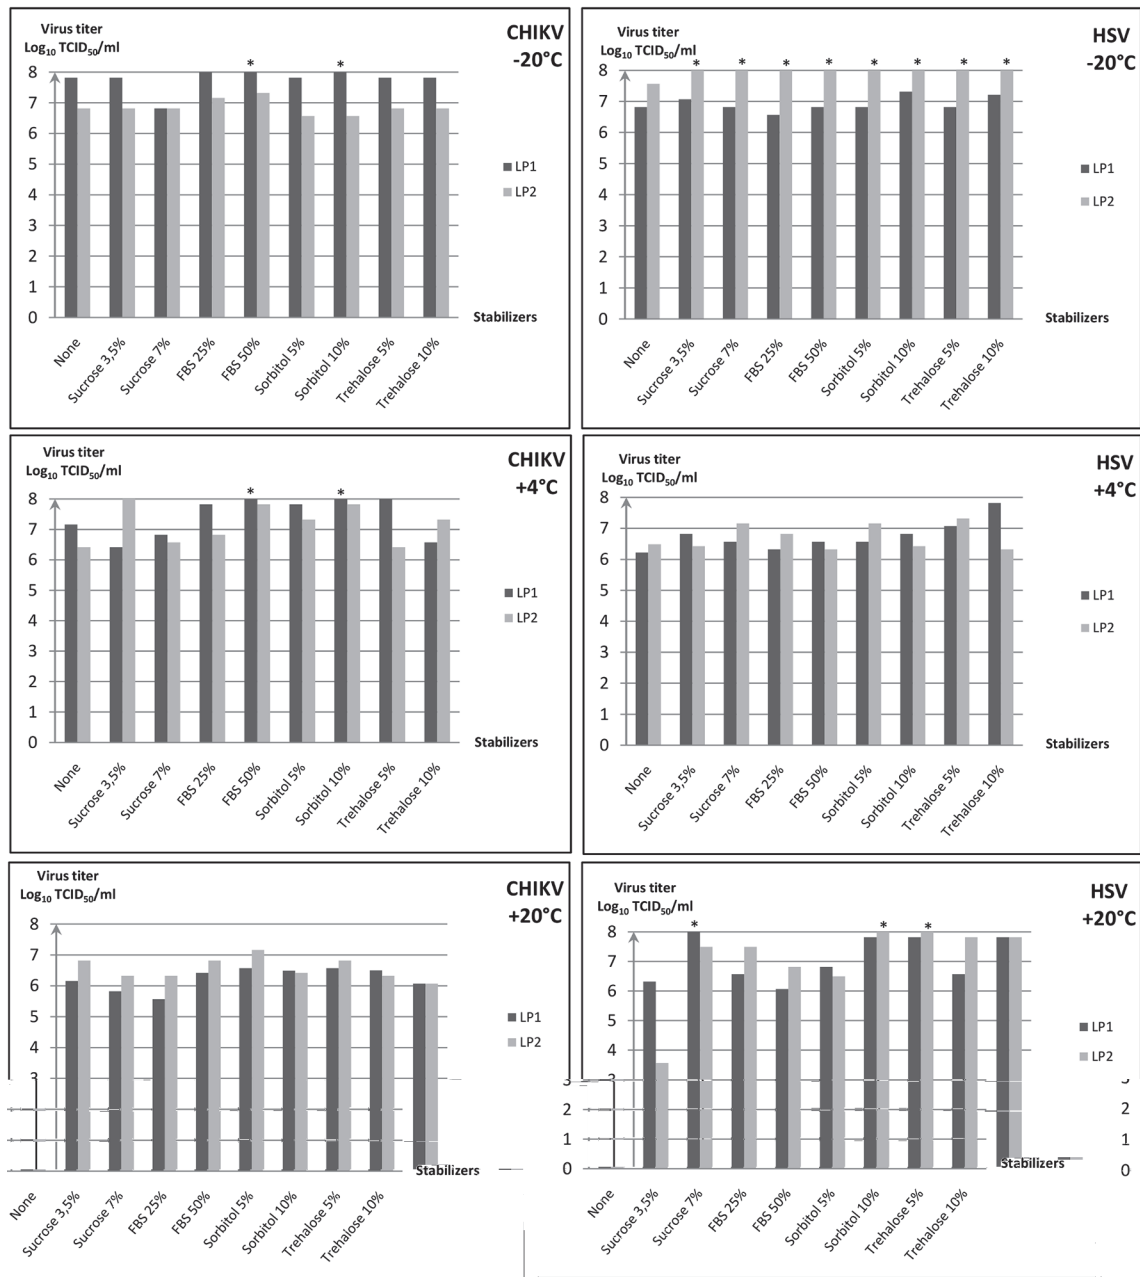 Virus titer
Log10 TCID50/ml
CHIKV
-20°C
8
7
6
5
4
3
2
1
0
* *
LP1
LP2
Stabilizers
None
Sucrose 3,5%
Sucrose 7%
FBS 25%
FBS 50%
Sorbitol 5%
Sorbitol 10%
Trehalose 5%
Trehalose 10%
Virus titer
Log10 TCID50/ml
HSV
-20°C
8
7
6
5
4
3
2
1
0
* * * * * * * *
LP1
LP2
Stabilizers
None
Sucrose 3,5%
Sucrose 7%
FBS 25%
FBS 50%
Sorbitol 5%
Sorbitol 10%
Trehalose 5%
Trehalose 10%
Virus titer
Log10 TCID50/ml
CHIKV
+4°C
8
7
6
5
4
3
2
1
0
* *
LP1
LP2
Stabilizers
None
Sucrose 3,5%
Sucrose 7%
FBS 25%
FBS 50%
Sorbitol 5%
Sorbitol 10%
Trehalose 5%
Trehalose 10%
Virus titer
Log10 TCID50/ml
HSV
+4°C
8
7
6
5
4
3
2
1
0
LP1
LP2
Stabilizers
None
Sucrose 3,5%
Sucrose 7%
FBS 25%
FBS 50%
Sorbitol 5%
Sorbitol 10%
Trehalose 5%
Trehalose 10%
Virus titer
Log10 TCID50/ml
CHIKV
+20°C
8
7
6
5
4
3
LP1
LP2
Stabilizers
None
Sucrose 3,5%
Sucrose 7%
FBS 25%
FBS 50%
Sorbitol 5%
Sorbitol 10%
Trehalose 5%
Trehalose 10%
Virus titer
Log10 TCID50/ml
HSV
+20°C
8
7
6
5
4
3
2
1
0
* * *
LP1
LP2
3
2
1
0
Stabilizers
None
Sucrose 3,5%
Sucrose 7%
FBS 25%
FBS 50%
Sorbitol 5%
Sorbitol 10%
Trehalose 5%
Trehalose 10%